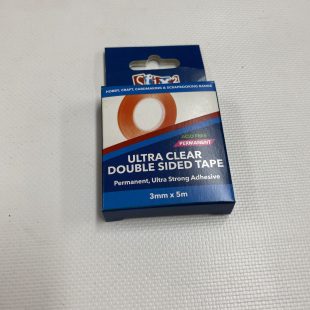 HOBBY, CRAFT, CARDMAKING & SCRAPBOOKING RANGE
ACID FREE
PERMANENT
ULTRA CLEAR
DOUBLE SIDED TAPE
Permanent, Ultra Strong Adhesive
3mm x 5m